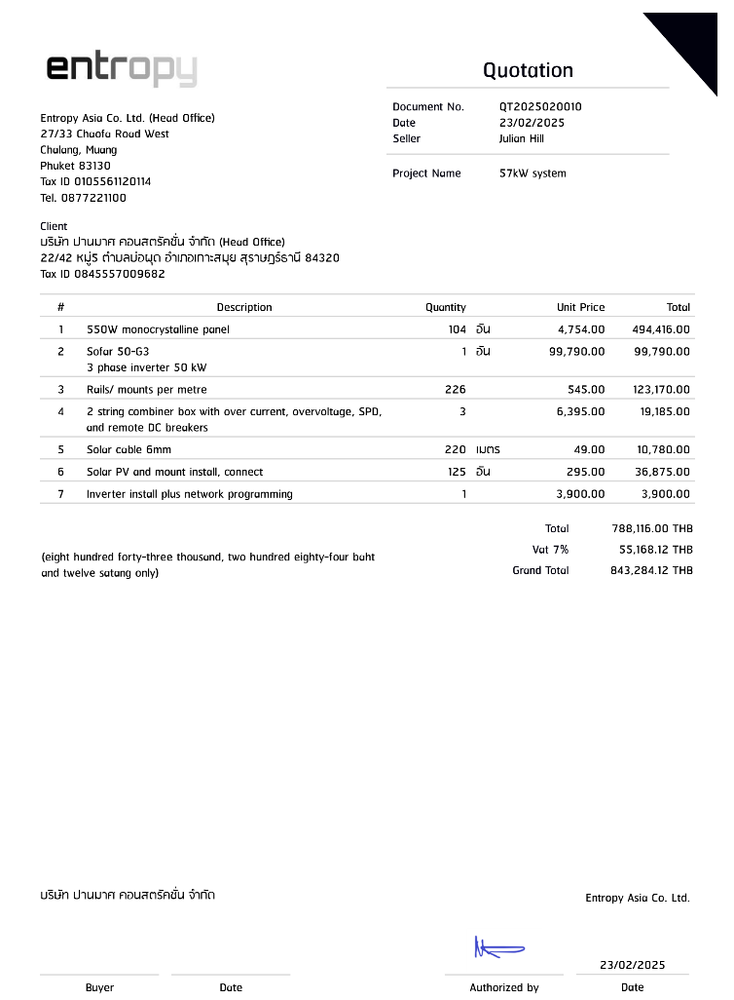 entropy
Quotation
Entropy Asia Co. Ltd. (Head Office)
27/33 Chaofa Road West
Chalang, Muang
Phuket 83130
Tax ID 0105561120114
Tel. 0877221100
Document No. QT2025020010
Date 23/02/2025
Seller Julian Hill
Project Name 57kW system
Client
บริษัท ปานมาศ คอนสตรัคชั่น จำกัด (Head Office)
22/42 หมู่5 ตำบลบ่อผุด อำเภอเกาะสมุย สุราษฎร์ธานี 84320
Tax ID 0845557009682
# Description Quantity Unit Price Total
1 550W monocrystalline panel 104 อัน 4,754.00 494,416.00
2 Sofar 50-G3 1 อัน 99,790.00 99,790.00
3 phase inverter 50 kW
3 Rails/ mounts per metre 226 545.00 123,170.00
4 2 string combiner box with over current, overvoltage, SPD, 3 6,395.00 19,185.00
and remote DC breakers
5 Solar cable 6mm 220 เมตร 49.00 10,780.00
6 Solar PV and mount install, connect 125 อัน 295.00 36,875.00
7 Inverter install plus network programming 1 3,900.00 3,900.00
Total 788,116.00 THB
Vat 7% 55,168.12 THB
Grand Total 843,284.12 THB
(eight hundred forty-three thousand, two hundred eighty-four baht
and twelve satang only)
บริษัท ปานมาศ คอนสตรัคชั่น จำกัด
Entropy Asia Co. Ltd.
23/02/2025
Buyer Date Authorized by Date